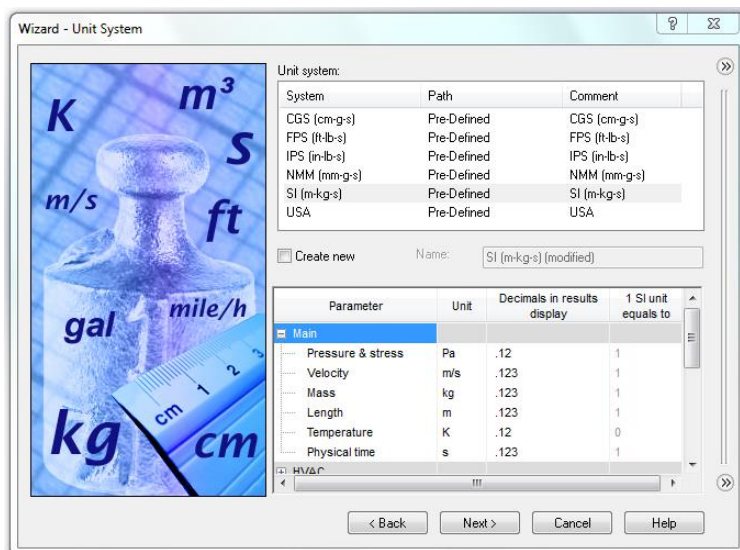 Wizard - Unit System
K
m³
S
m/s
ft
gal
mile/h
kg
cm
1 2 3
cm
Unit system:
System Path Comment
CGS (cm-g-s) Pre-Defined CGS (cm-g-s)
FPS (ft-lb-s) Pre-Defined FPS (ft-lb-s)
IPS (in-lb-s) Pre-Defined IPS (in-lb-s)
NMM (mm-g-s) Pre-Defined NMM (mm-g-s)
SI (m-kg-s) Pre-Defined SI (m-kg-s)
USA Pre-Defined USA
Create new Name: SI (m-kg-s) (modified)
Parameter Unit Decimals in results display 1 SI unit equals to
Main
Pressure & stress Pa .12 1
Velocity m/s .123 1
Mass kg .123 1
Length m .123 1
Temperature K .12 0
Physical time s .123 1
HVAC
< Back Next > Cancel Help